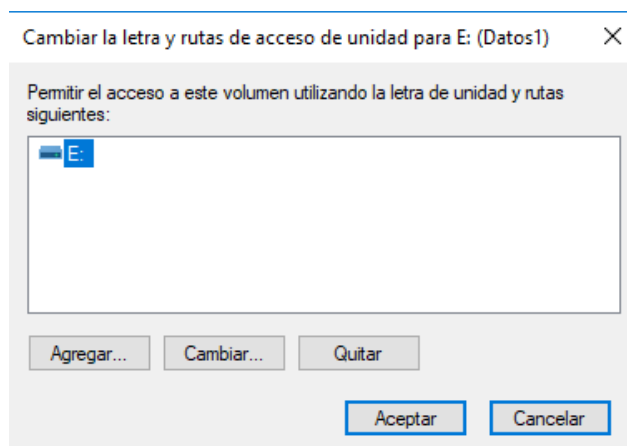 Cambiar la letra y rutas de acceso de unidad para E: (Datos1)
Permitir el acceso a este volumen utilizando la letra de unidad y rutas
siguientes:
E:
Agregar... Cambiar... Quitar
Aceptar Cancelar